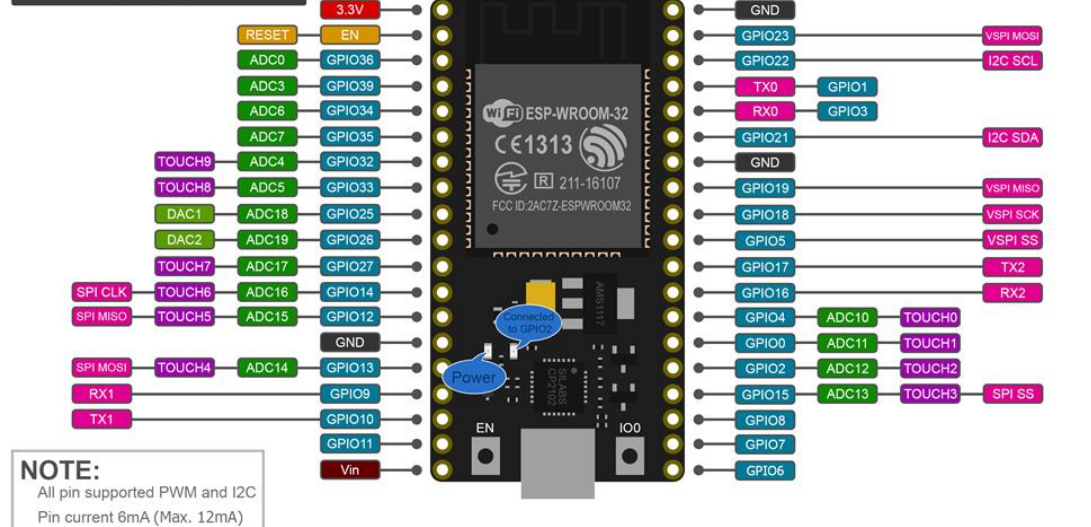 3.3V GND
RESET EN GPIO23 VSPI MOSI
ADC0 GPIO36 GPIO22 I2C SCL
ADC3 GPIO39 TX0 GPIO1
ADC6 GPIO34 RX0 GPIO3
ADC7 GPIO35 GPIO21 I2C SDA
TOUCH9 ADC4 GPIO32 GND
TOUCH8 ADC5 GPIO33 GPIO19 VSPI MISO
DAC1 ADC18 GPIO25 GPIO18 VSPI SCK
DAC2 ADC19 GPIO26 GPIO5 VSPI SS
TOUCH7 ADC17 GPIO27 GPIO17 TX2
SPI CLK TOUCH6 ADC16 GPIO14 GPIO16 RX2
SPI MISO TOUCH5 ADC15 GPIO12 GPIO4 ADC10 TOUCH0
GND GPIO0 ADC11 TOUCH1
SPI MOSI TOUCH4 ADC14 GPIO13 GPIO2 ADC12 TOUCH2
RX1 GPIO9 GPIO15 ADC13 TOUCH3 SPI SS
TX1 GPIO10 GPIO8
GPIO11 GPIO7
Vin GPIO6
WiFi ESP-WROOM-32
CE1313
R 211-16107
FCC ID:2AC7Z-ESPWROOM32
AMS1117
Connected
to GPIO2
Power
SILABS
CP2102
EN IO0
NOTE:
All pin supported PWM and I2C
Pin current 6mA (Max. 12mA)